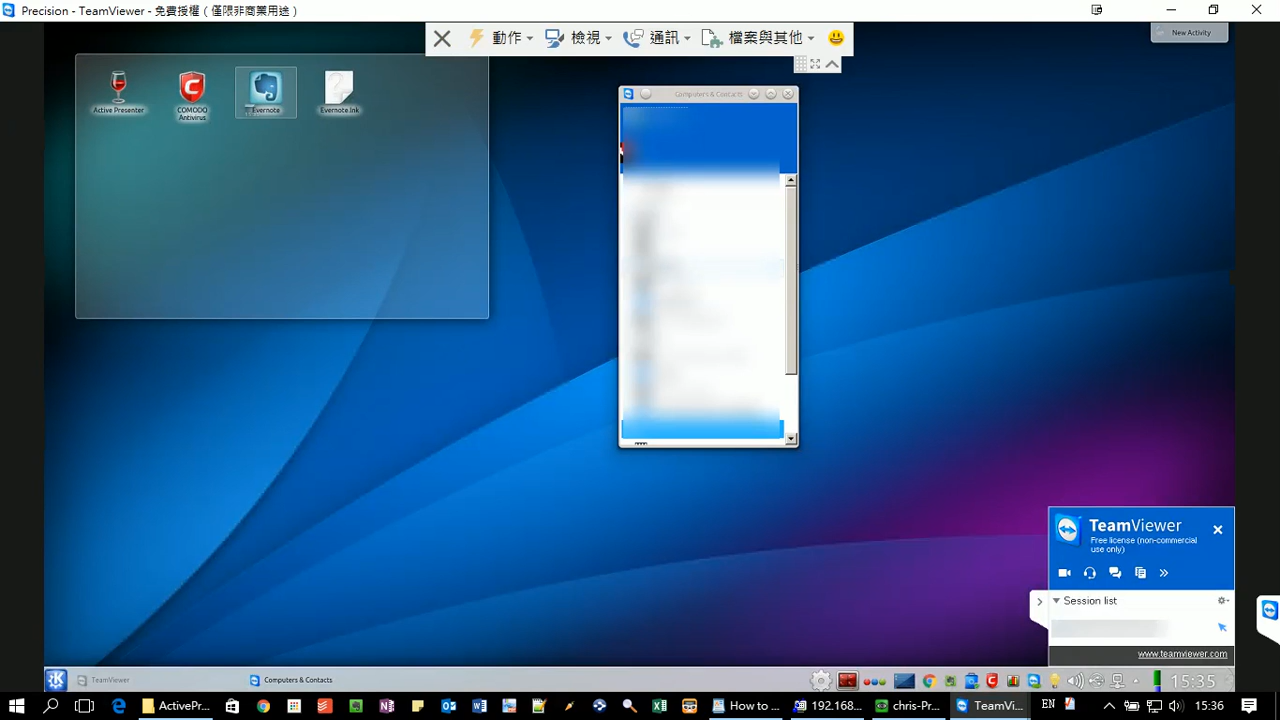 Precision - TeamViewer - 免費授權（僅限非商業用途）
動作
檢視
通訊
檔案與其他
New Activity
Active Presenter
COMODO Antivirus
Evernote
Evernote.lnk
Computers & Contacts
TeamViewer
Free license (non-commercial
use only)
Session list
www.teamviewer.com
TeamViewer
Computers & Contacts
15:35
ActivePr...
How to ...
192.168...
chris-Pr...
TeamVi...
EN
15:36